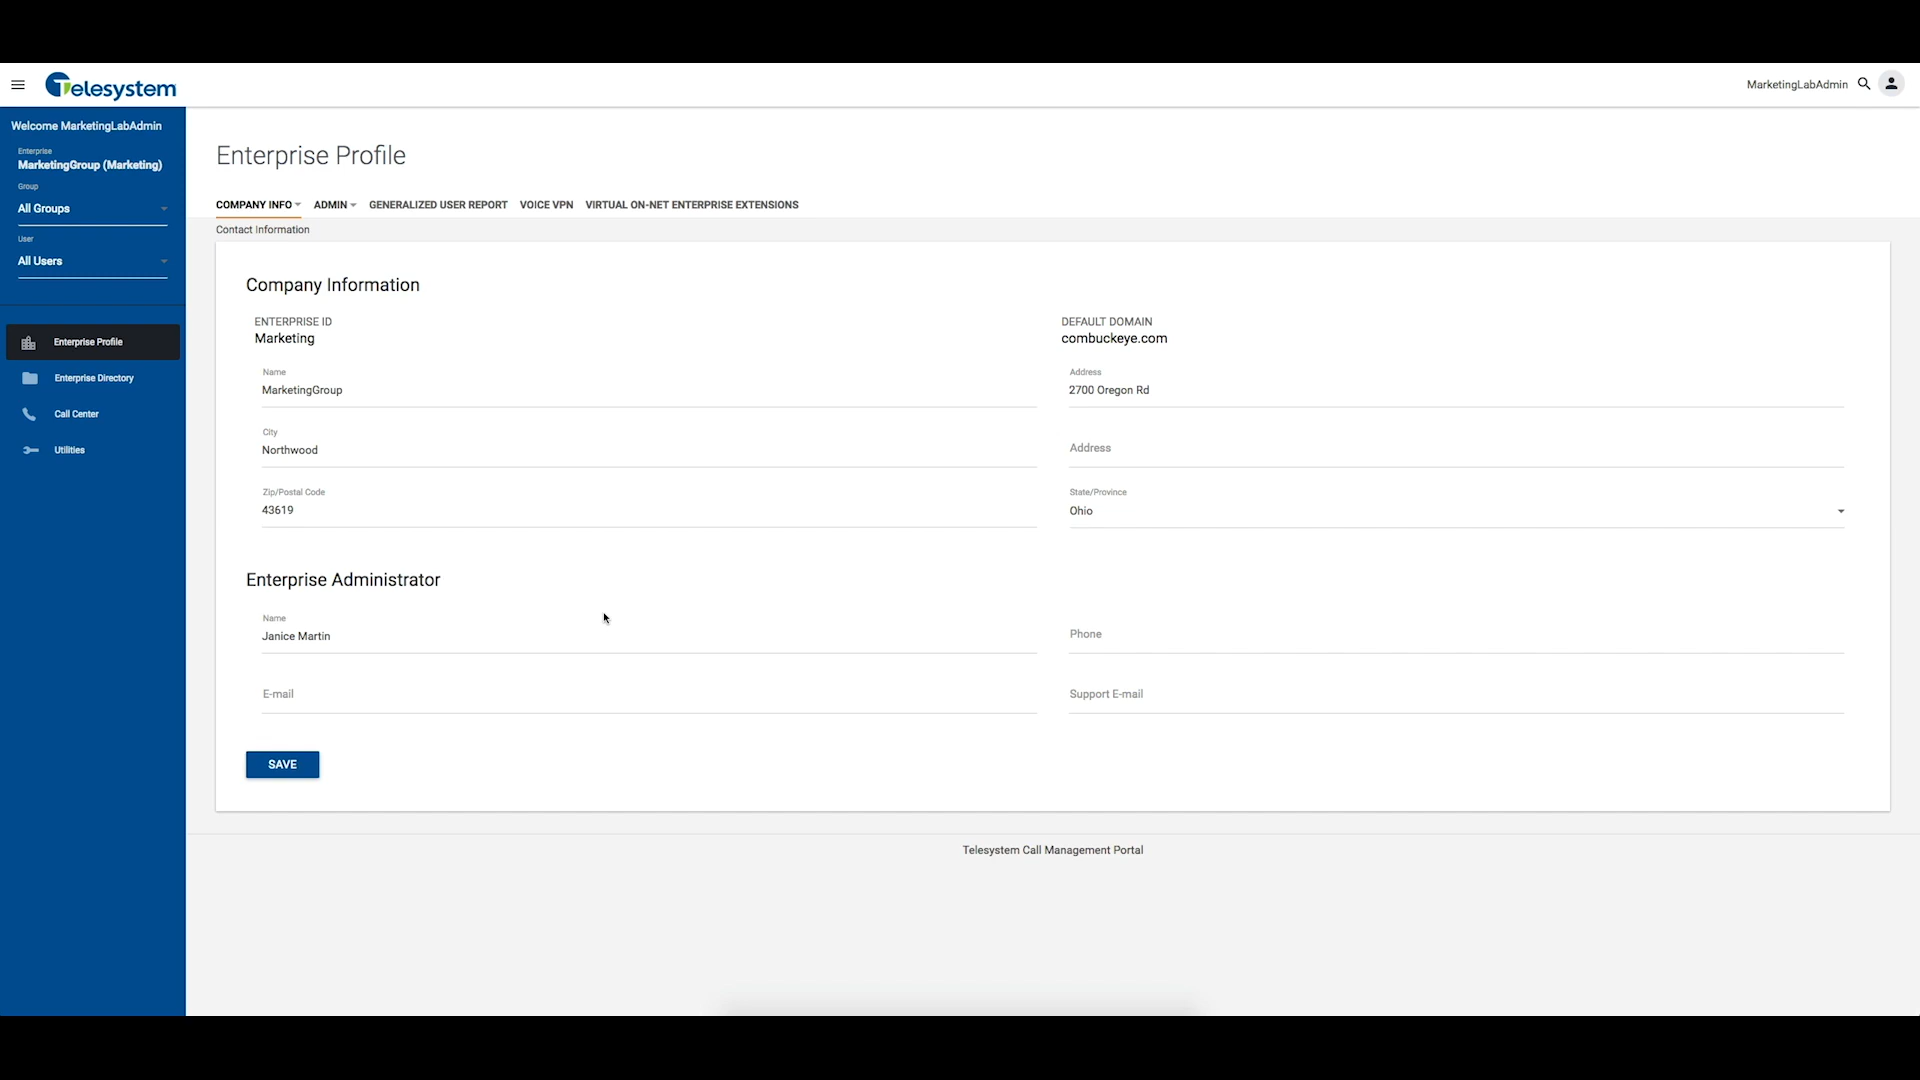 Telesystem
MarketingLabAdmin
Welcome MarketingLabAdmin
Enterprise
MarketingGroup (Marketing)
Group
All Groups
User
All Users
Enterprise Profile
Enterprise Directory
Call Center
Utilities
Enterprise Profile
COMPANY INFO ADMIN GENERALIZED USER REPORT VOICE VPN VIRTUAL ON-NET ENTERPRISE EXTENSIONS
Contact Information
Company Information
ENTERPRISE ID
Marketing
DEFAULT DOMAIN
combuckeye.com
Name
MarketingGroup
Address
2700 Oregon Rd
City
Northwood
Address
Zip/Postal Code
43619
State/Province
Ohio
Enterprise Administrator
Name
Janice Martin
Phone
E-mail
Support E-mail
SAVE
Telesystem Call Management Portal